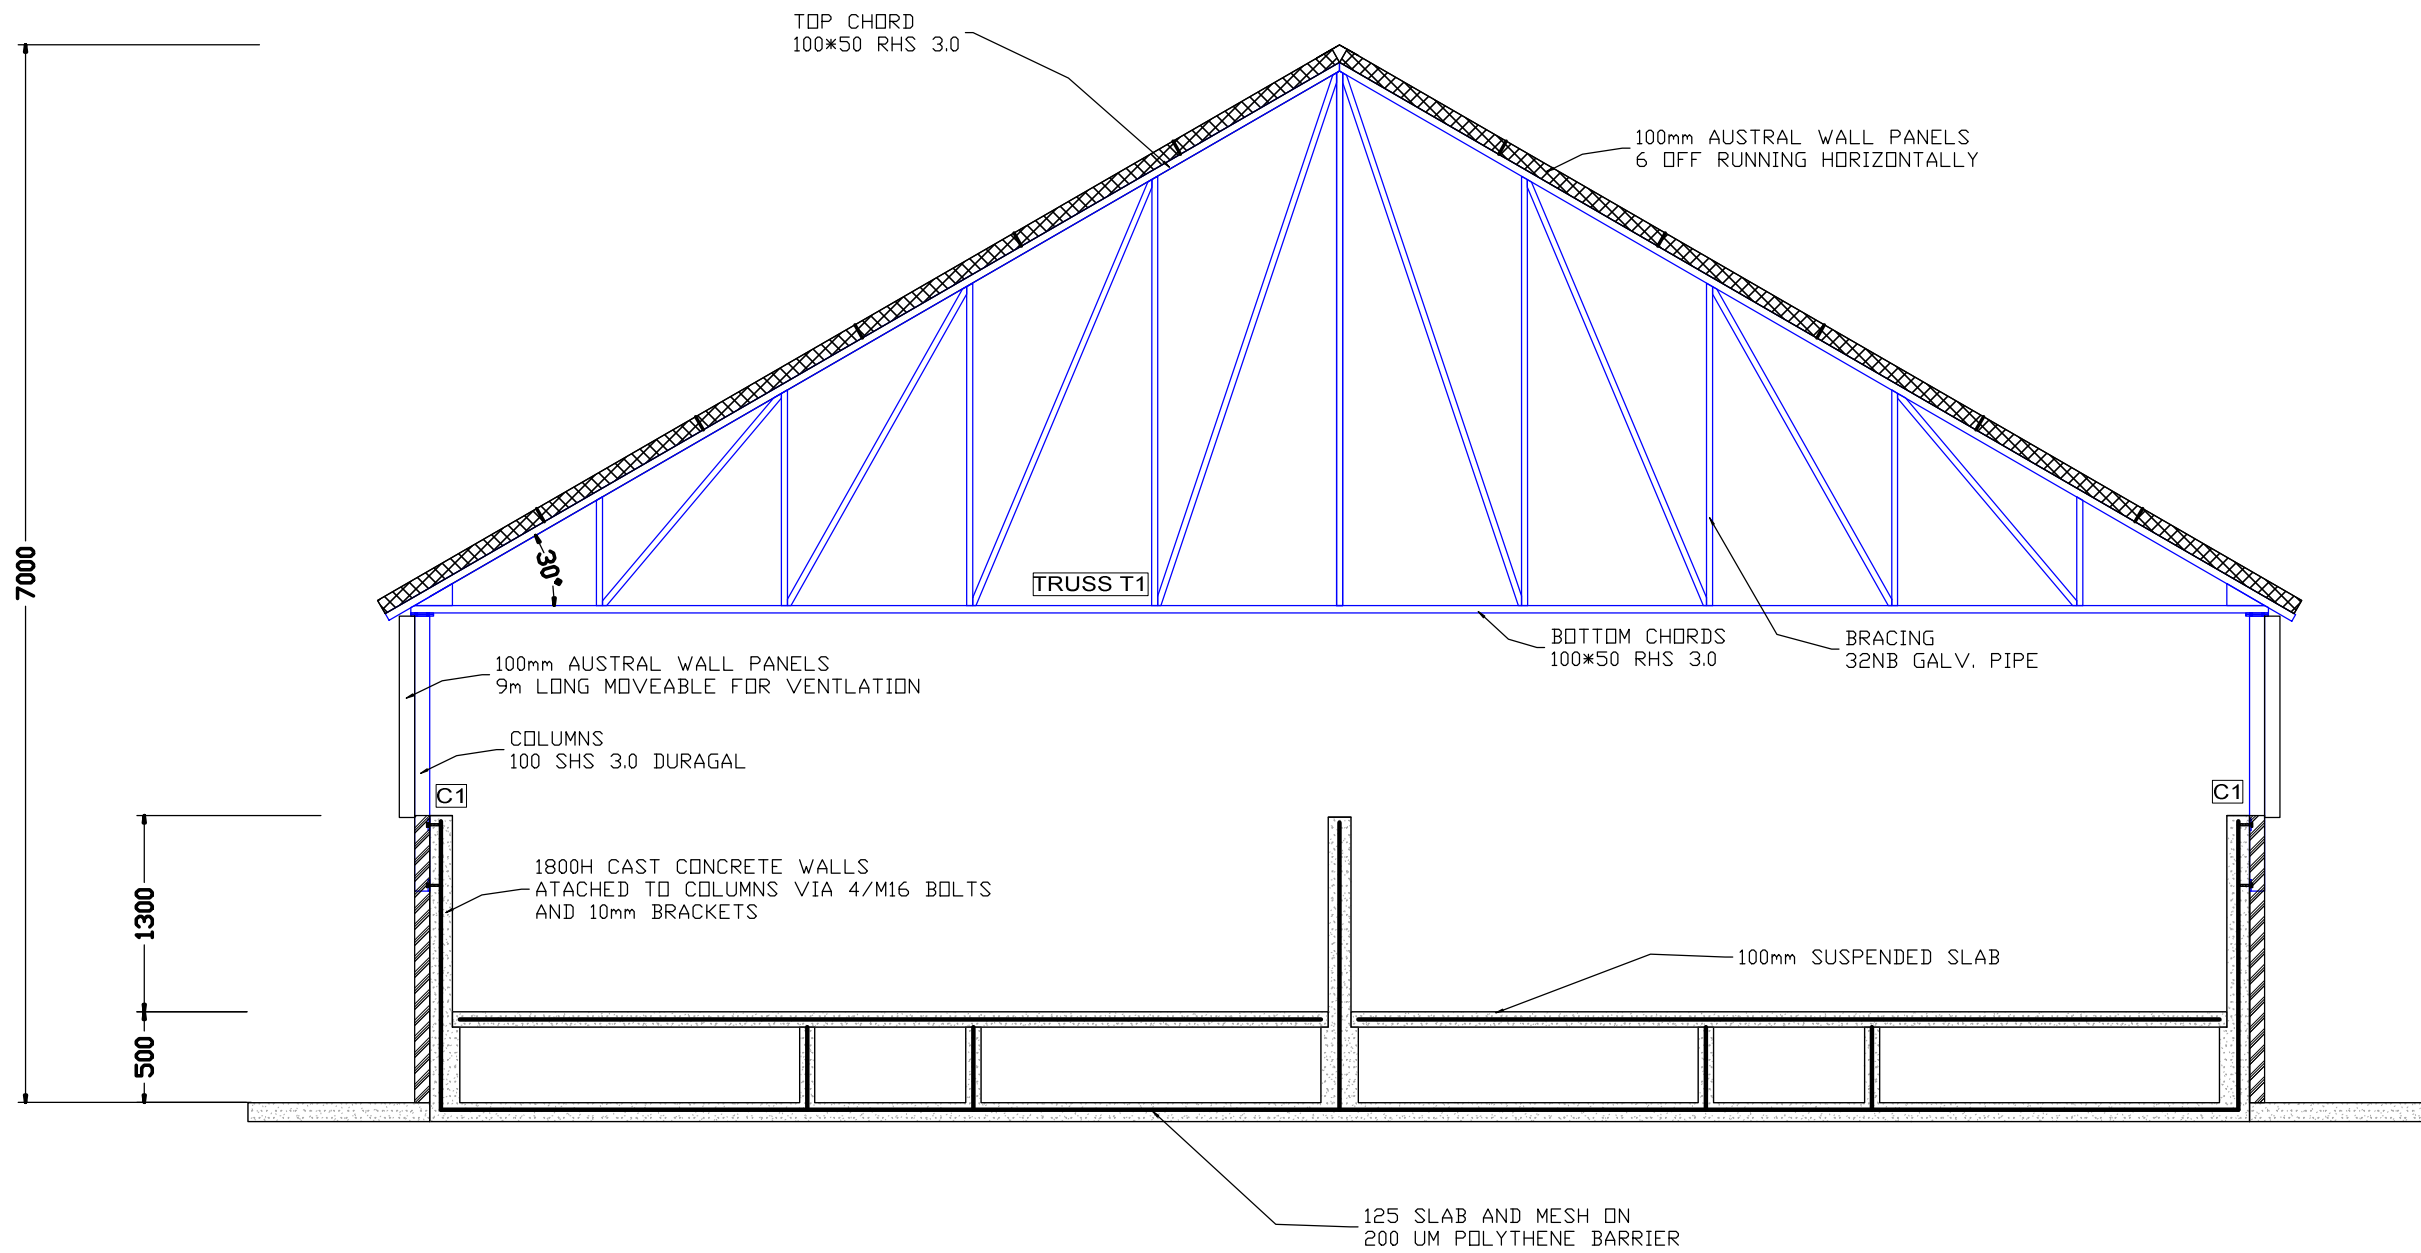 TOP CHORD
100*50 RHS 3.0
100mm AUSTRAL WALL PANELS
6 OFF RUNNING HORIZONTALLY
7000
30°
TRUSS T1
BOTTOM CHORDS
100*50 RHS 3.0
BRACING
32NB GALV. PIPE
100mm AUSTRAL WALL PANELS
9m LONG MOVEABLE FOR VENTLATION
COLUMNS
100 SHS 3.0 DURAGAL
C1
C1
1300
1800H CAST CONCRETE WALLS
ATACHED TO COLUMNS VIA 4/M16 BOLTS
AND 10mm BRACKETS
100mm SUSPENDED SLAB
500
125 SLAB AND MESH ON
200 UM POLYTHENE BARRIER